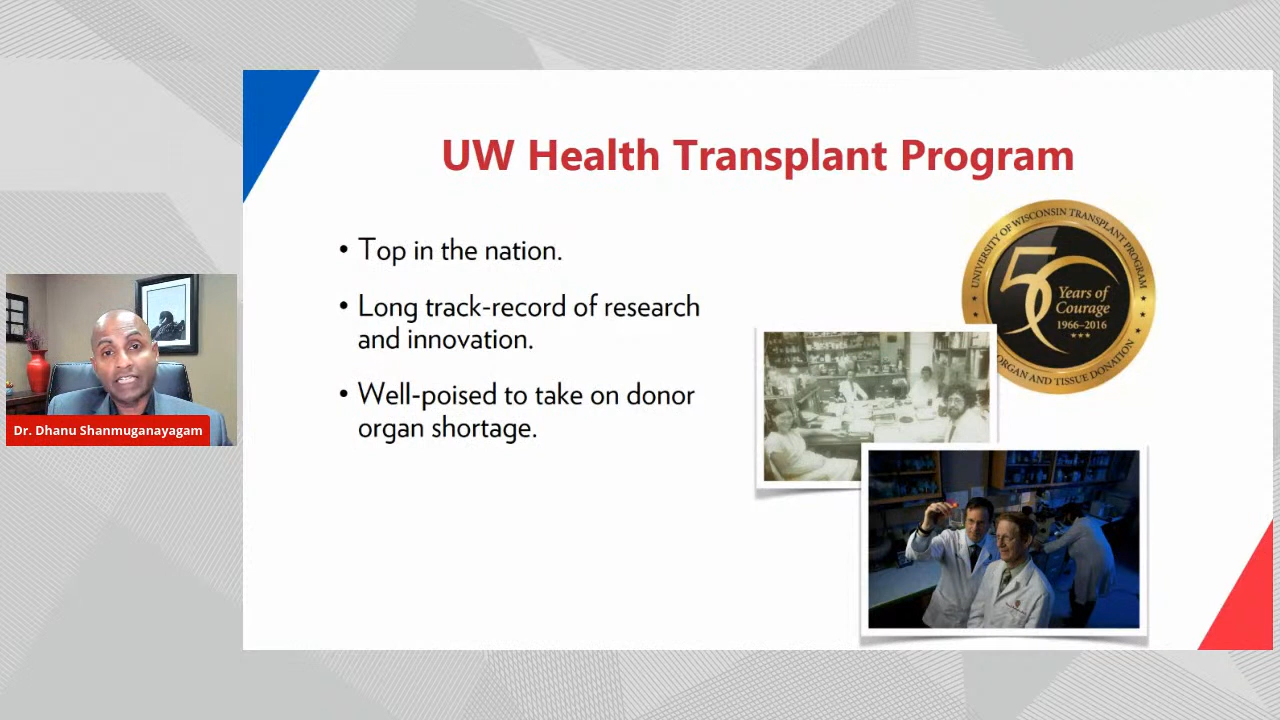 UW Health Transplant Program
• Top in the nation.
• Long track-record of research
and innovation.
• Well-poised to take on donor
organ shortage.
UNIVERSITY OF WISCONSIN TRANSPLANT PROGRAM
50
Years of
Courage
1966–2016
ORGAN AND TISSUE DONATION
Dr. Dhanu Shanmuganayagam